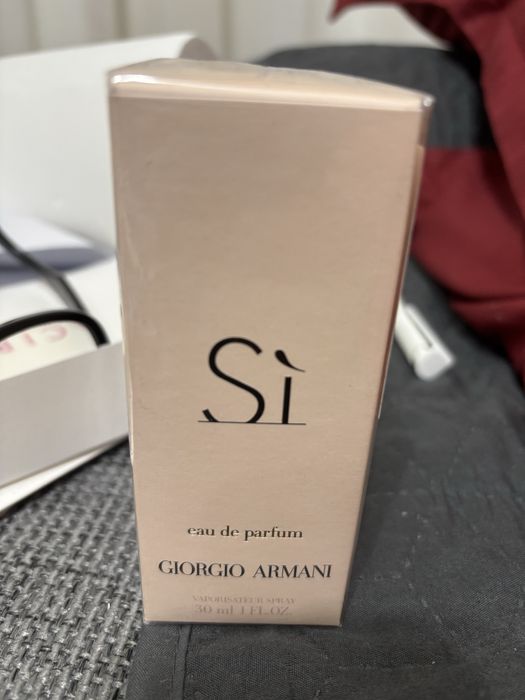 Sì
eau de parfum
GIORGIO ARMANI
VAPORISATEUR SPRAY
30 ml 1 FL.OZ.